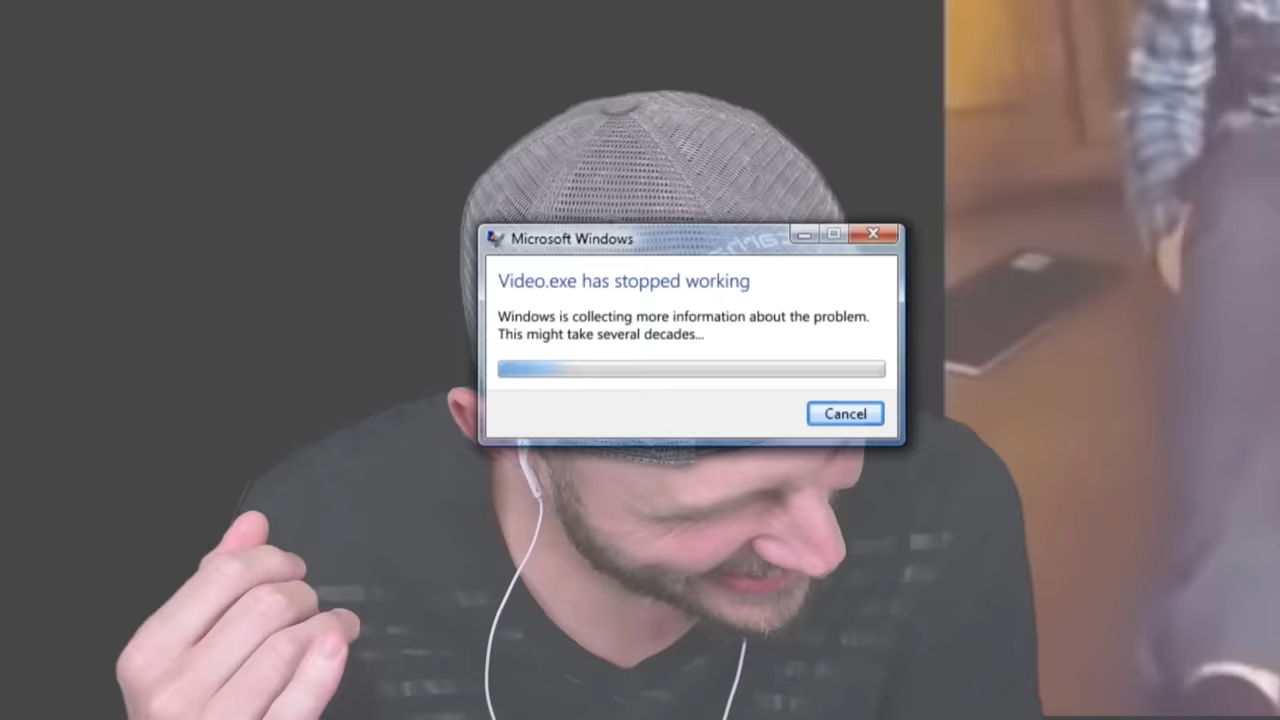 Microsoft Windows
Video.exe has stopped working
Windows is collecting more information about the problem.
This might take several decades...
Cancel